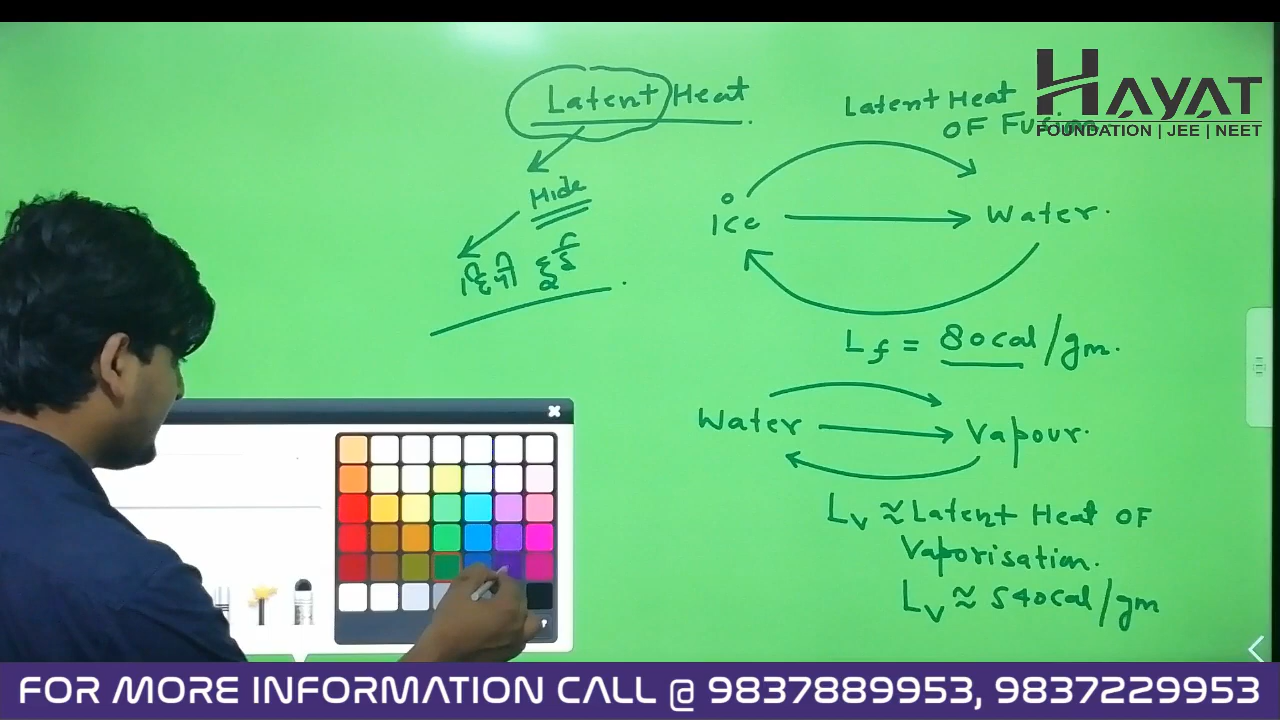 Latent Heat
Hide
छिपी हुई
Latent Heat
OF Fusion
HAYAT
FOUNDATION | JEE | NEET
Ice
Water.
Lf = 80cal/gm.
Water
Vapour.
Lv ≈ Latent Heat OF
Vaporisation.
Lv ≈ 540cal/gm
FOR MORE INFORMATION CALL @ 9837889953, 9837229953